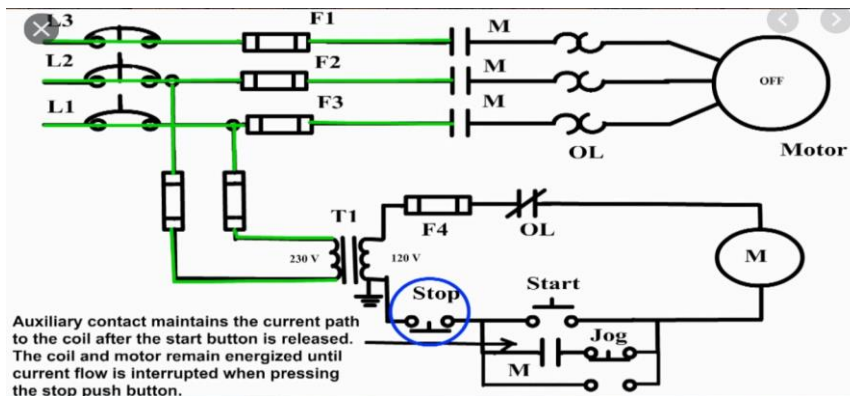 L3
F1
M
L2
F2
M
OFF
L1
F3
M
OL
Motor
T1
F4
OL
230 V
120 V
M
Stop
Start
Jog
M
Auxiliary contact maintains the current path
to the coil after the start button is released.
The coil and motor remain energized until
current flow is interrupted when pressing
the stop push button.